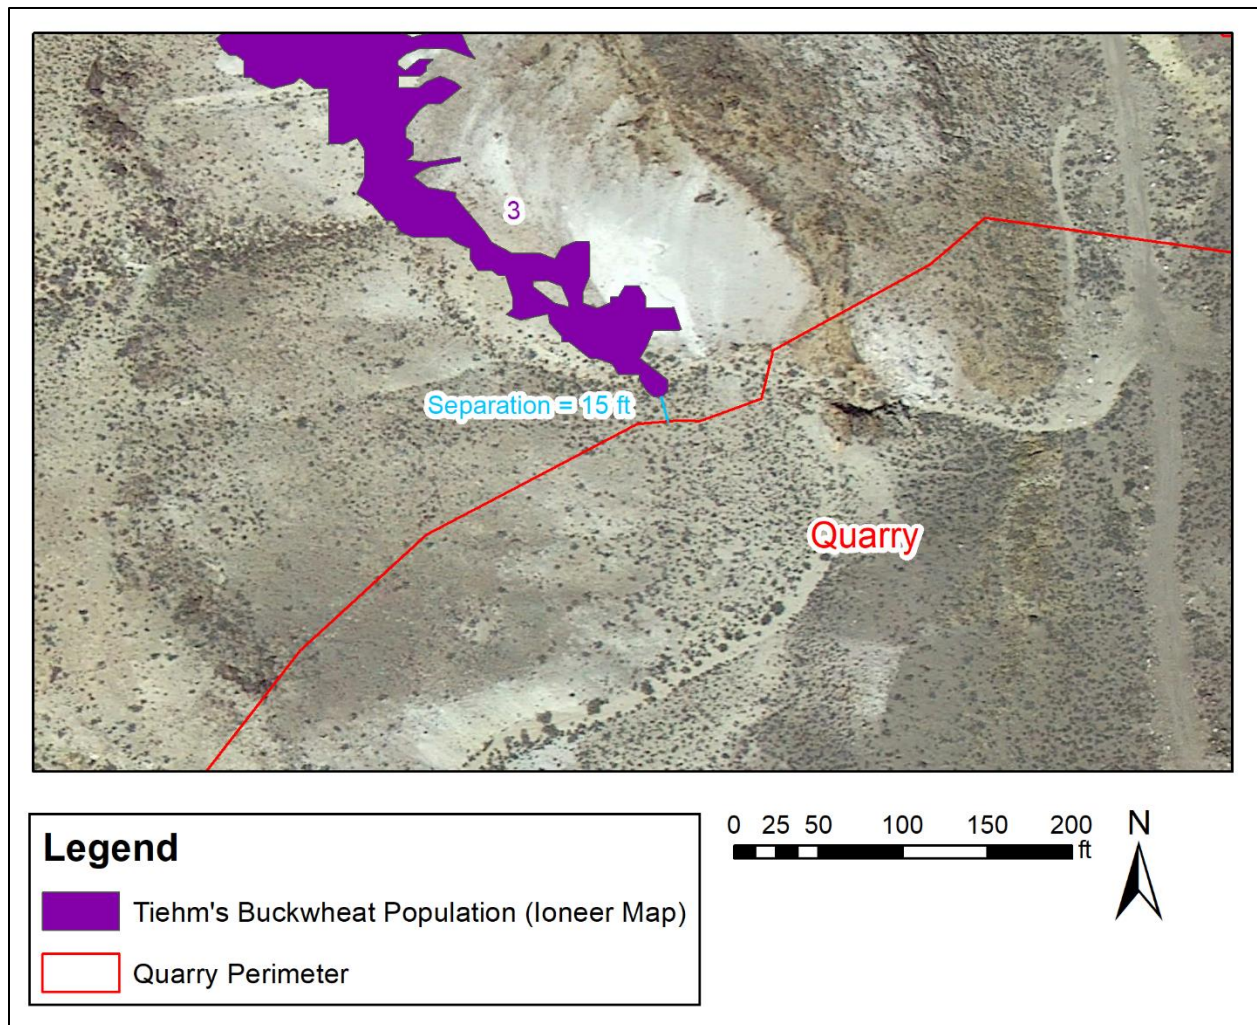 3
Separation = 15 ft
Quarry
Legend
Tiehm's Buckwheat Population (Ioneer Map)
Quarry Perimeter
0 25 50 100 150 200
ft
N